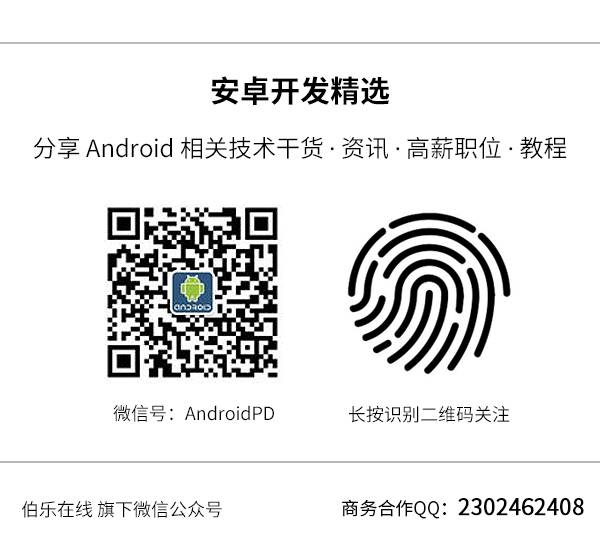 安卓开发精选
分享 Android 相关技术干货 · 资讯 · 高薪职位 · 教程
ANDROID
微信号：AndroidPD
长按识别二维码关注
伯乐在线 旗下微信公众号
商务合作QQ：2302462408